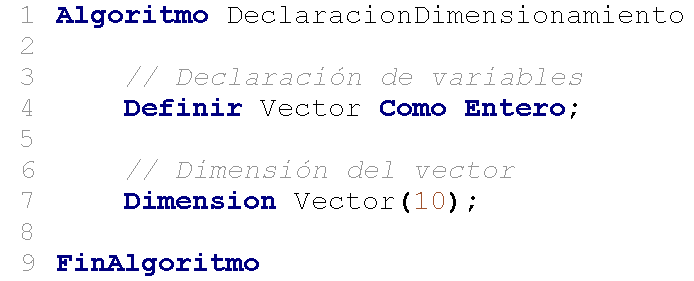 1 Algoritmo DeclaracionDimensionamiento
2
3 // Declaración de variables
4 Definir Vector Como Entero;
5
6 // Dimensión del vector
7 Dimension Vector(10);
8
9 FinAlgoritmo